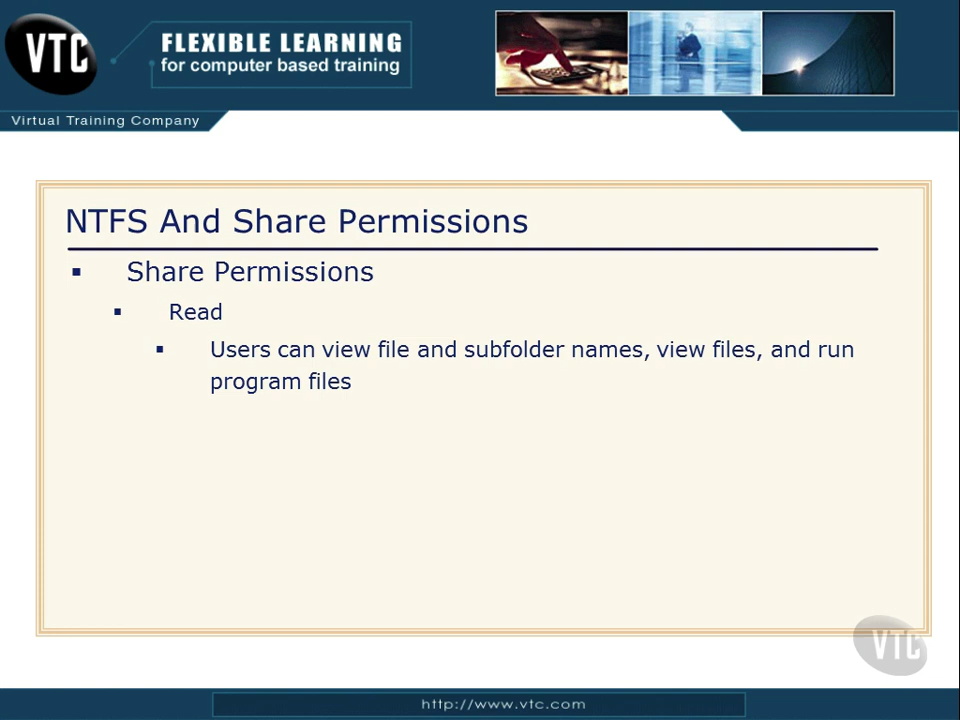 VTC
FLEXIBLE LEARNING
for computer based training
Virtual Training Company
NTFS And Share Permissions
Share Permissions
Read
Users can view file and subfolder names, view files, and run
program files
VTC
http://www.vtc.com